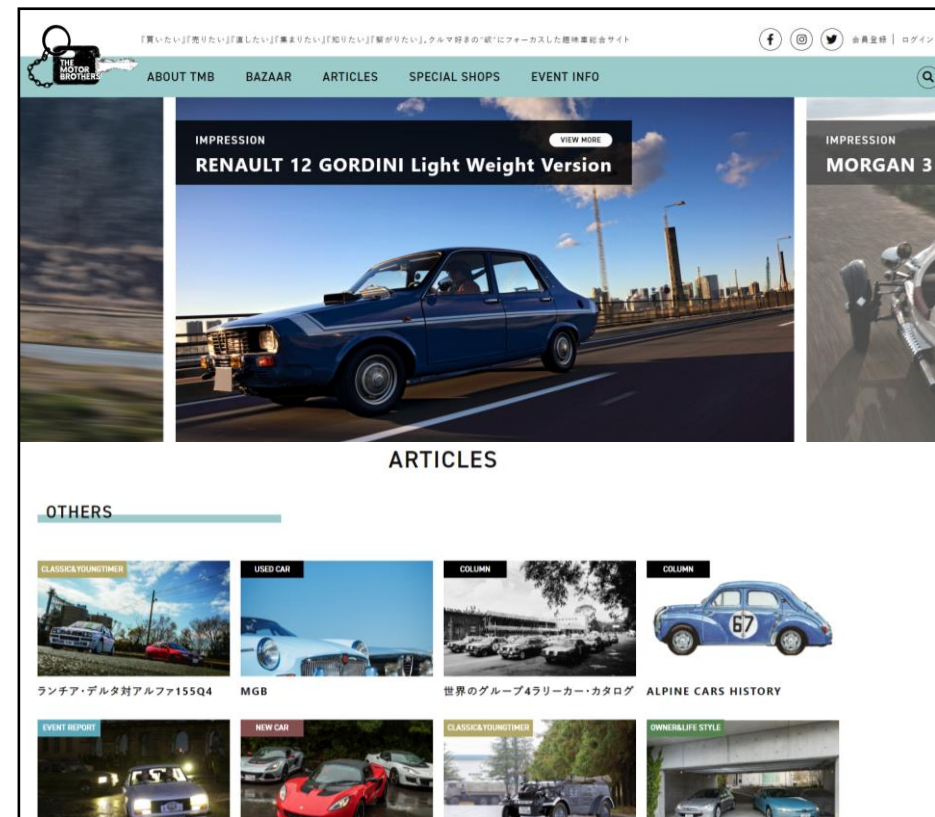 THE
MOTOR
BROTHERS
『買いたい』『売りたい』『直したい』『集まりたい』『知りたい』『繋がりたい』。クルマ好きの“欲”にフォーカスした趣味車総合サイト
会員登録 | ログイン
ABOUT TMB BAZAAR ARTICLES SPECIAL SHOPS EVENT INFO
IMPRESSION VIEW MORE
RENAULT 12 GORDINI Light Weight Version
IMPRESSION
MORGAN 3
ARTICLES
OTHERS
CLASSIC&YOUNGTIMER
USED CAR
COLUMN
COLUMN
67
ランチア・デルタ対アルファ155Q4
MGB
世界のグループ4ラリーカー・カタログ
ALPINE CARS HISTORY
EVENT REPORT
NEW CAR
CLASSIC&YOUNGTIMER
OWNER&LIFE STYLE